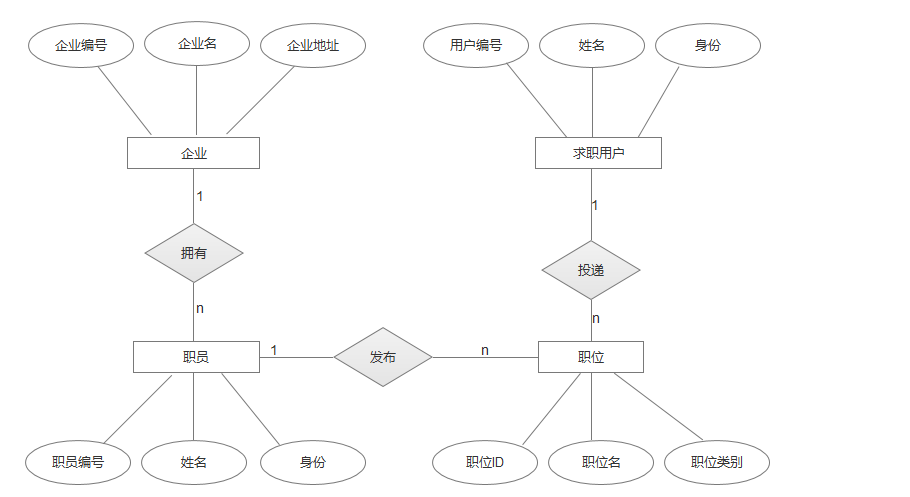 企业编号
企业名
企业地址
用户编号
姓名
身份
企业
求职用户
1
1
拥有
投递
n
n
职员
1
发布
n
职位
职员编号
姓名
身份
职位ID
职位名
职位类别